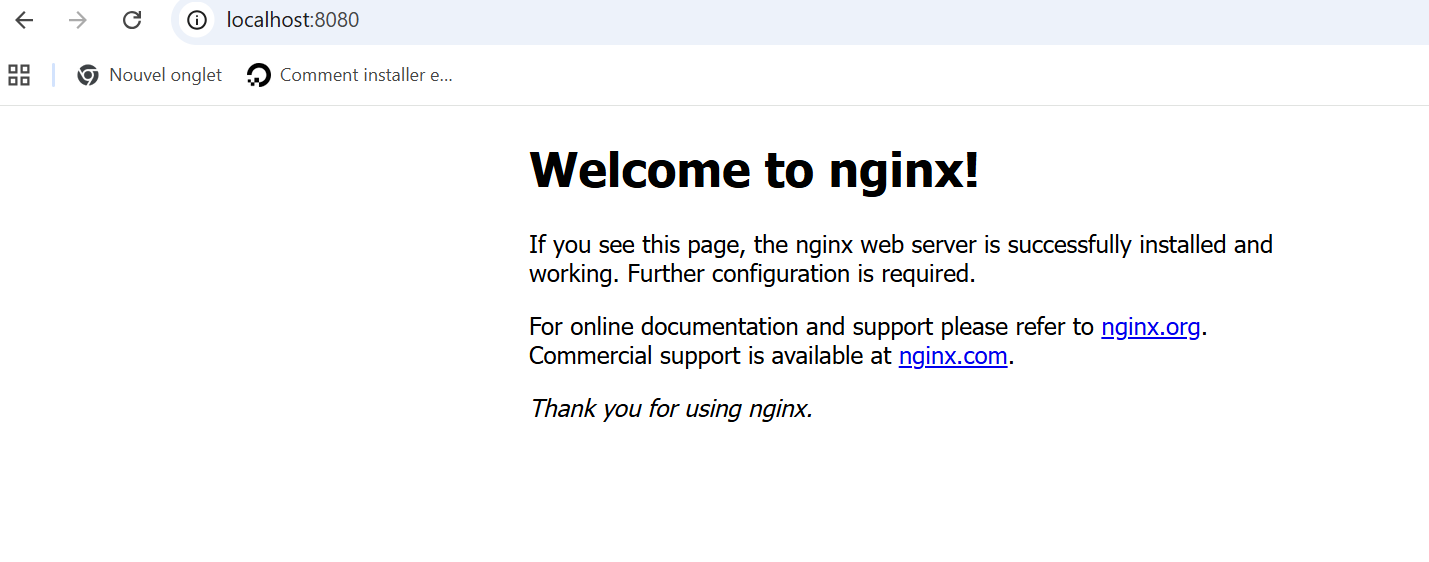 localhost:8080
Nouvel onglet
Comment installer e...
Welcome to nginx!
If you see this page, the nginx web server is successfully installed and
working. Further configuration is required.
For online documentation and support please refer to nginx.org.
Commercial support is available at nginx.com.
Thank you for using nginx.